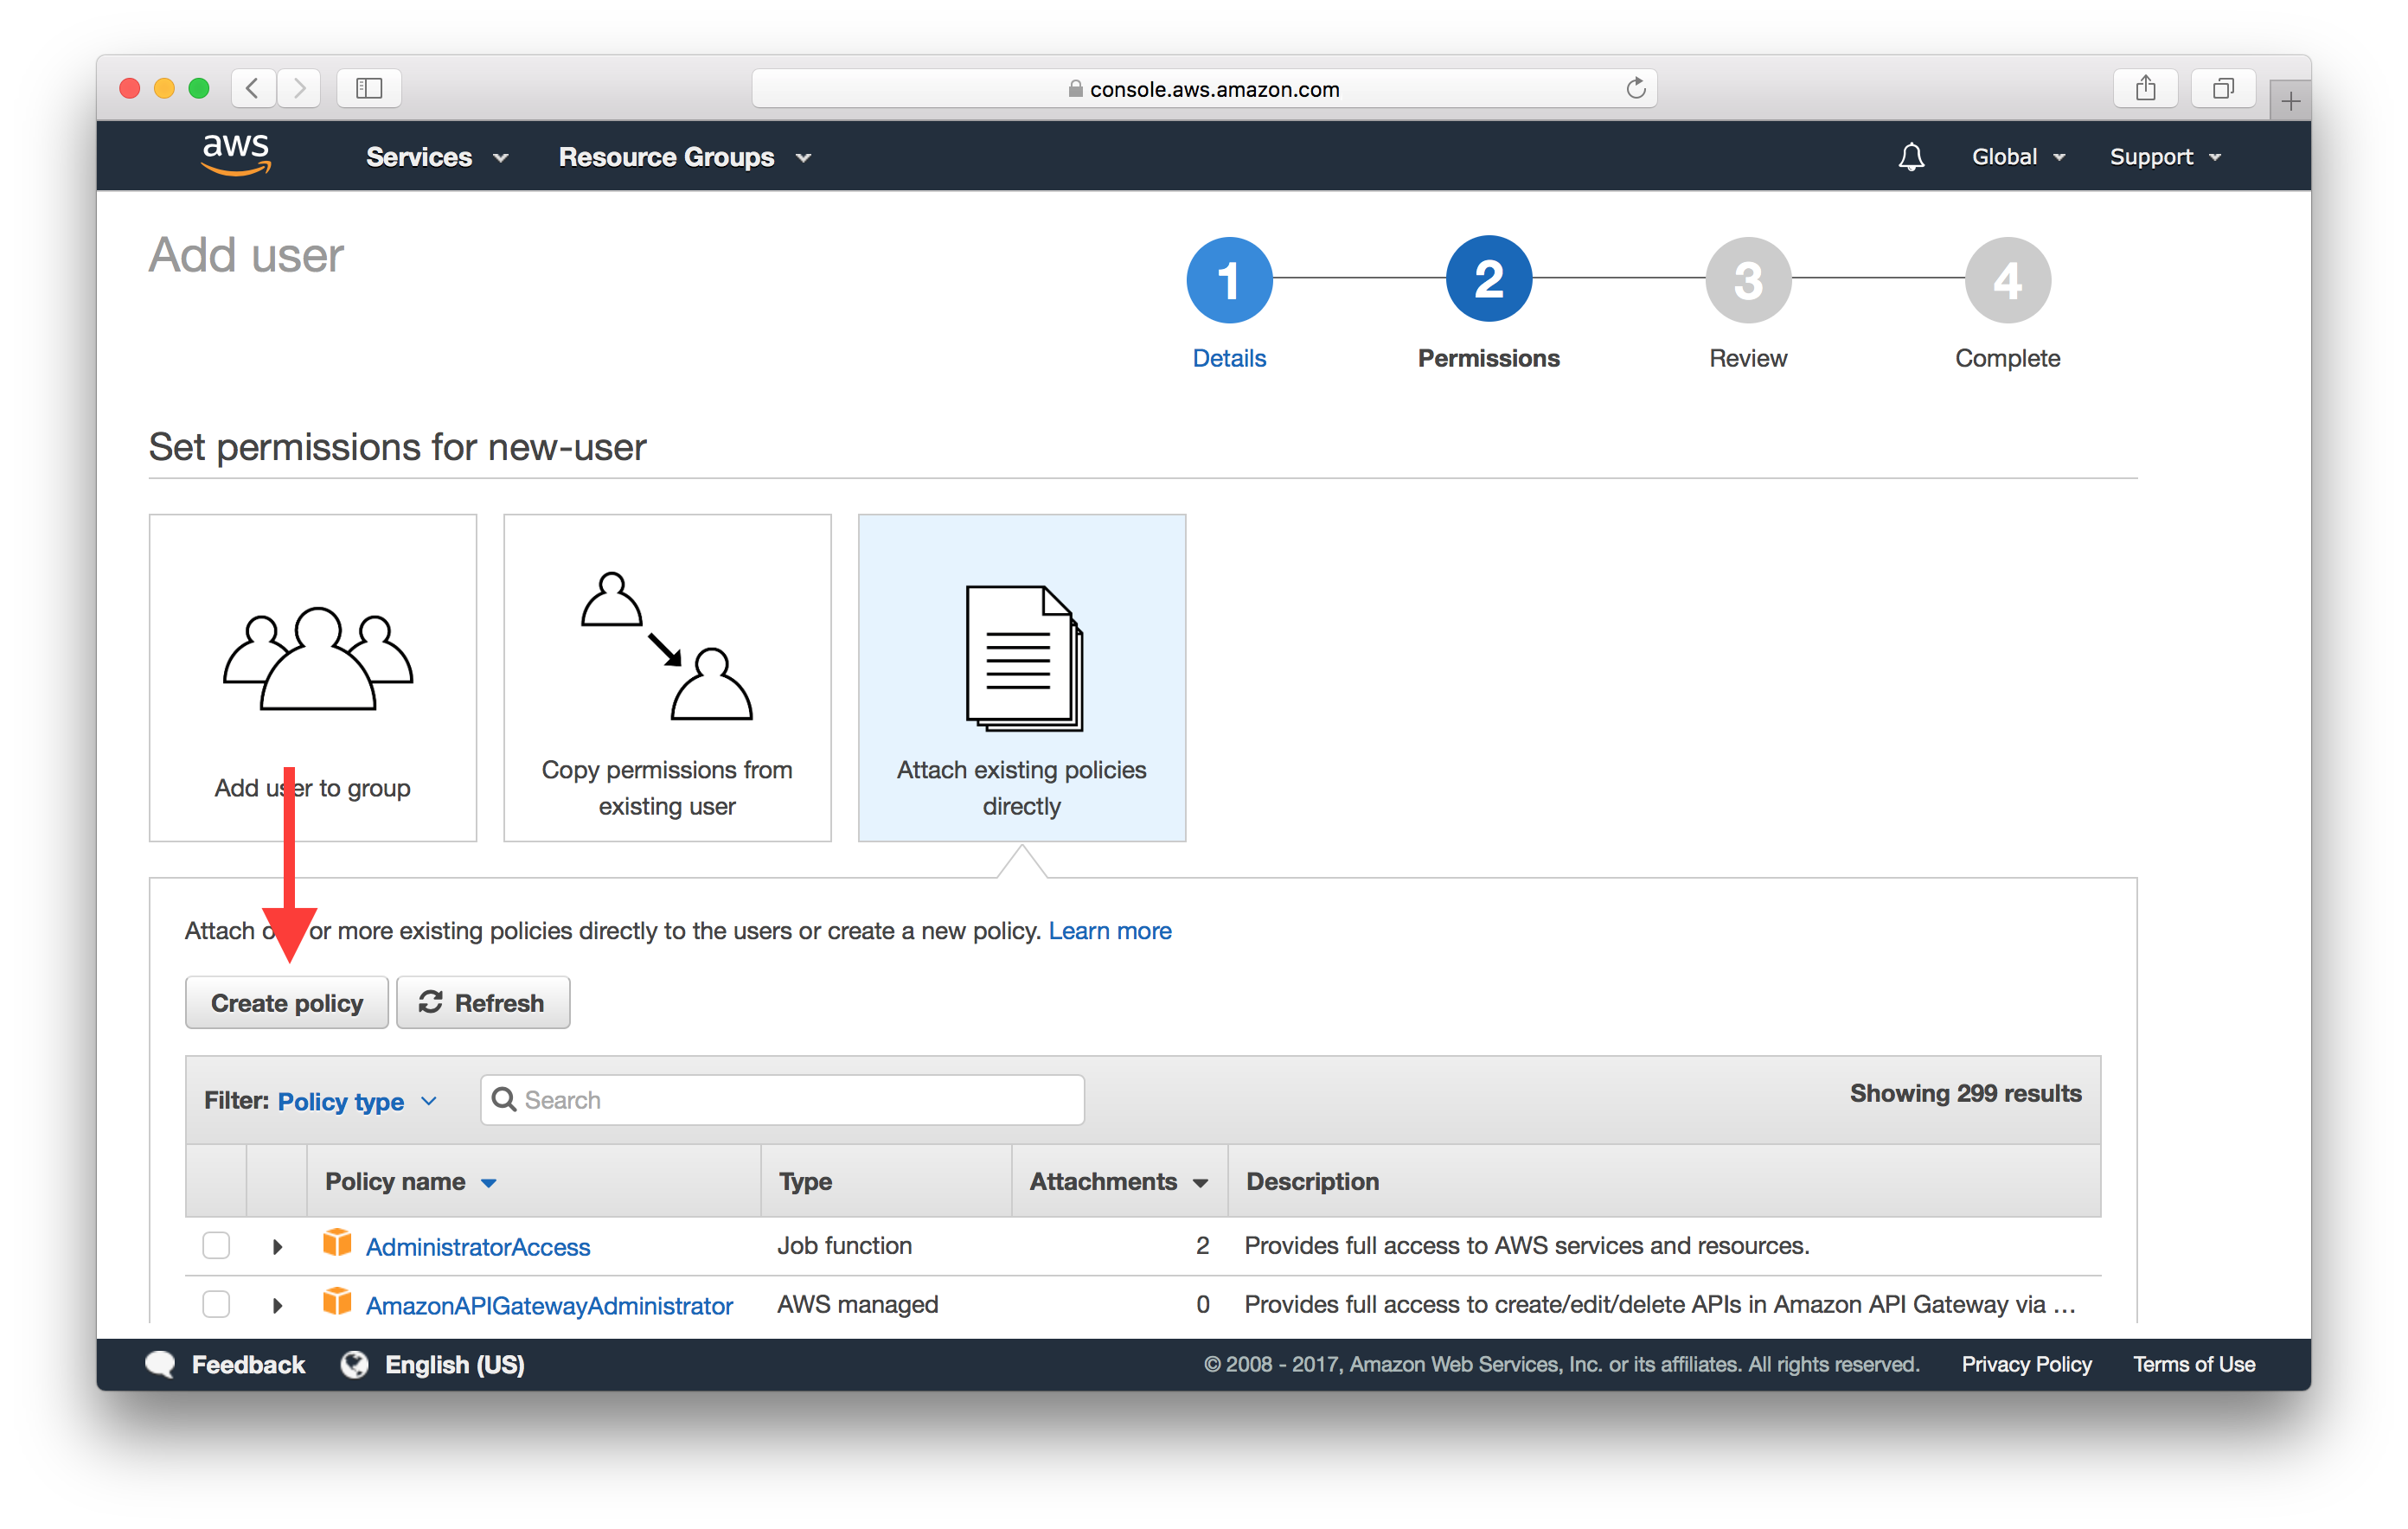 console.aws.amazon.com
aws Services Resource Groups Global Support
Add user
1 2 3 4
Details Permissions Review Complete
Set permissions for new-user
Add user to group
Copy permissions from
existing user
Attach existing policies
directly
Attach or more existing policies directly to the users or create a new policy. Learn more
Create policy Refresh
Filter: Policy type Search Showing 299 results
Policy name Type Attachments Description
AdministratorAccess Job function 2 Provides full access to AWS services and resources.
AmazonAPIGatewayAdministrator AWS managed 0 Provides full access to create/edit/delete APIs in Amazon API Gateway via ...
Feedback English (US) © 2008 - 2017, Amazon Web Services, Inc. or its affiliates. All rights reserved. Privacy Policy Terms of Use